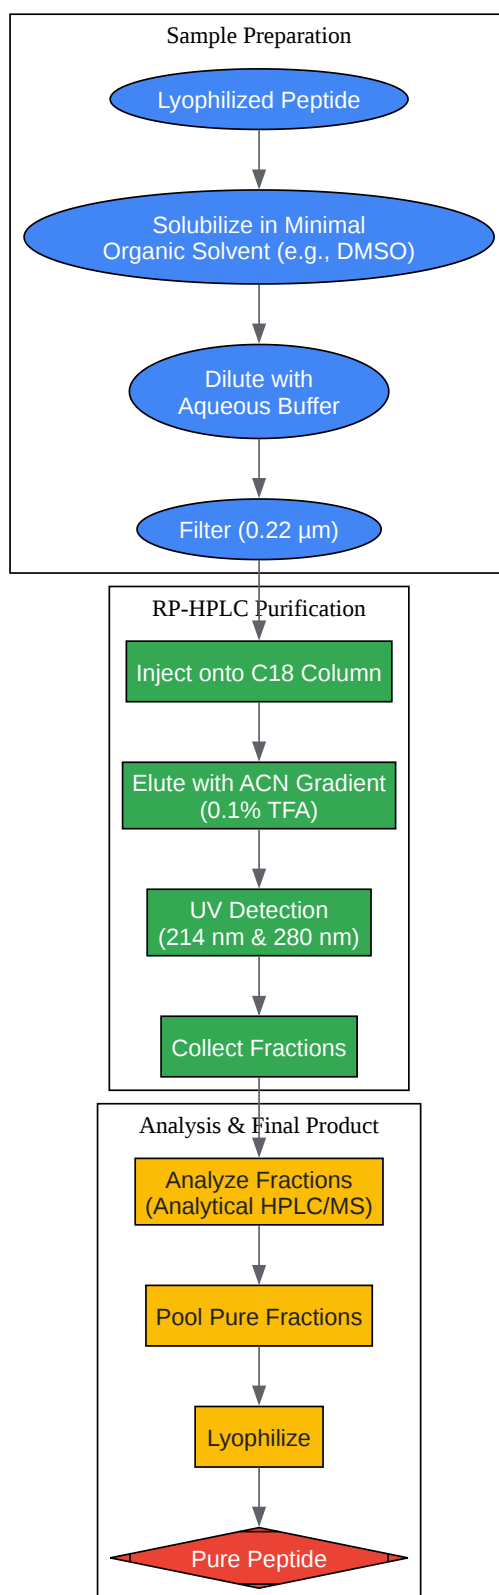 Sample Preparation
Lyophilized Peptide
Solubilize in Minimal
Organic Solvent (e.g., DMSO)
Dilute with
Aqueous Buffer
Filter (0.22 µm)
RP-HPLC Purification
Inject onto C18 Column
Elute with ACN Gradient
(0.1% TFA)
UV Detection
(214 nm & 280 nm)
Collect Fractions
Analysis & Final Product
Analyze Fractions
(Analytical HPLC/MS)
Pool Pure Fractions
Lyophilize
Pure Peptide